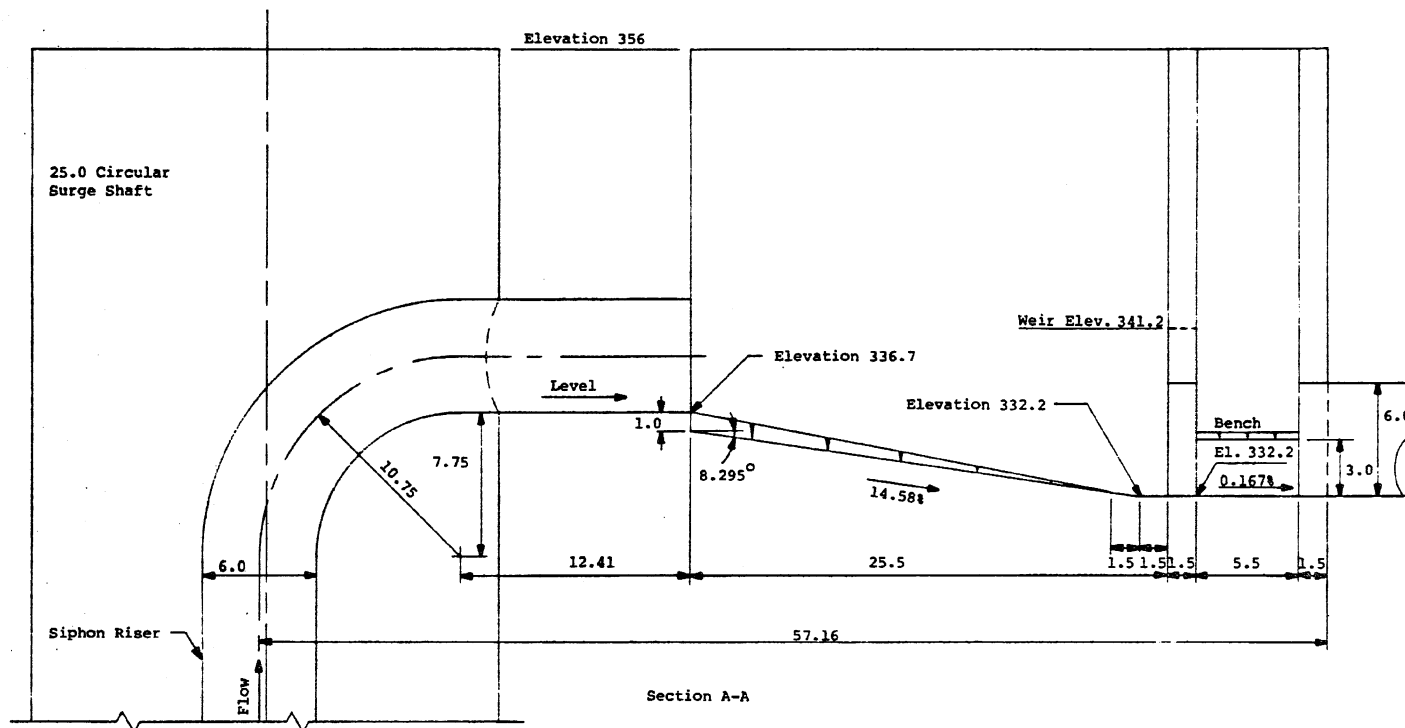 Elevation 356
25.0 Circular
Surge Shaft
Weir Elev. 341.2
Elevation 336.7
Level
Elevation 332.2
1.0
Bench
6.0
7.75
10.75
8.295°
El. 332.2
3.0
14.58%
0.167%
6.0
12.41
25.5
1.5
1.5
1.5
5.5
1.5
Siphon Riser
57.16
Flow
Section A-A